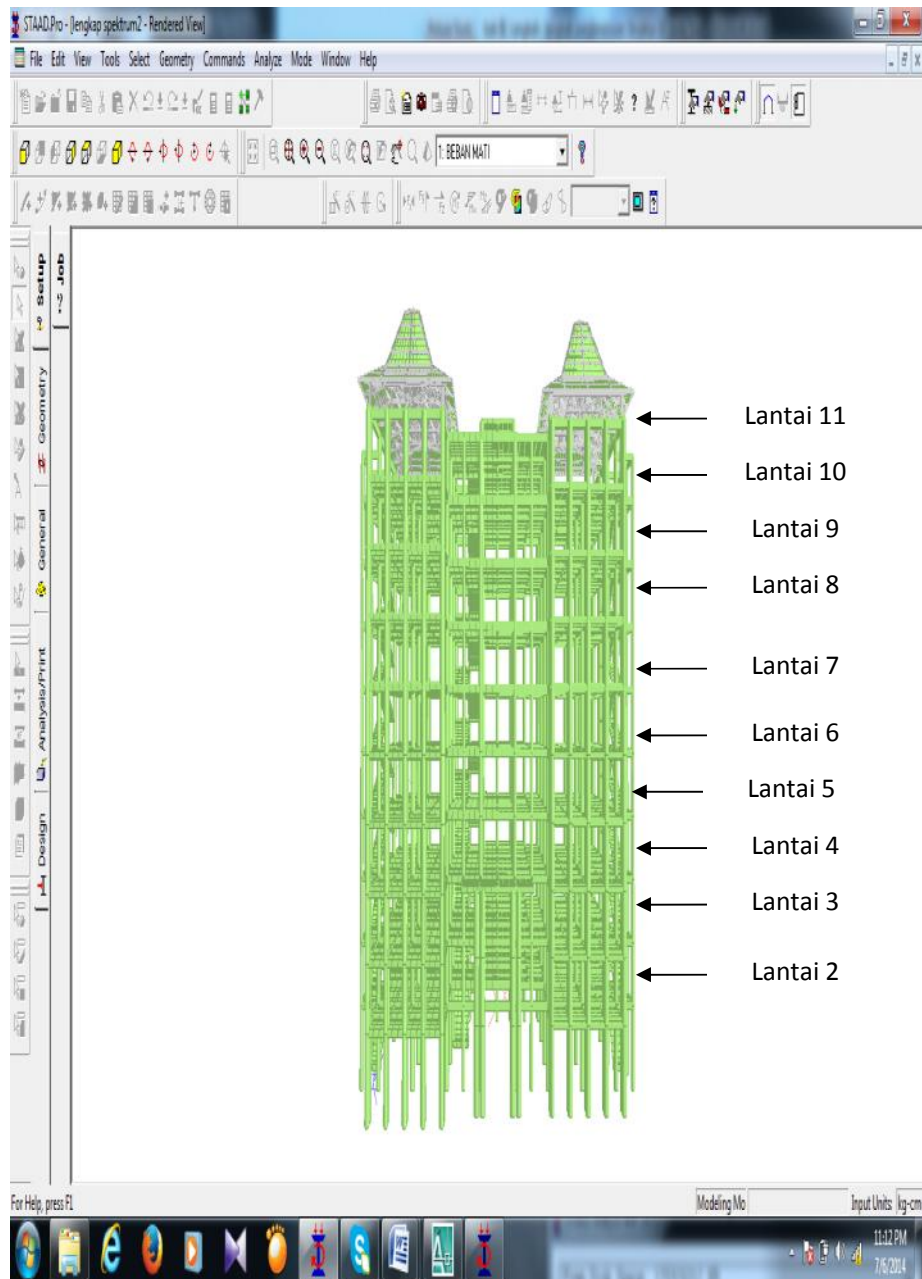 STAAD.Pro - [lengkap spektrum2 - Rendered View]
File Edit View Tools Select Geometry Commands Analyze Mode Window Help
1: BEBAN MATI
Setup
Job
Geometry
General
Analysis/Print
Design
Lantai 11
Lantai 10
Lantai 9
Lantai 8
Lantai 7
Lantai 6
Lantai 5
Lantai 4
Lantai 3
Lantai 2
For Help, press F1
Modeling Mo
Input Units: kg-cm
11:12 PM
7/6/2014